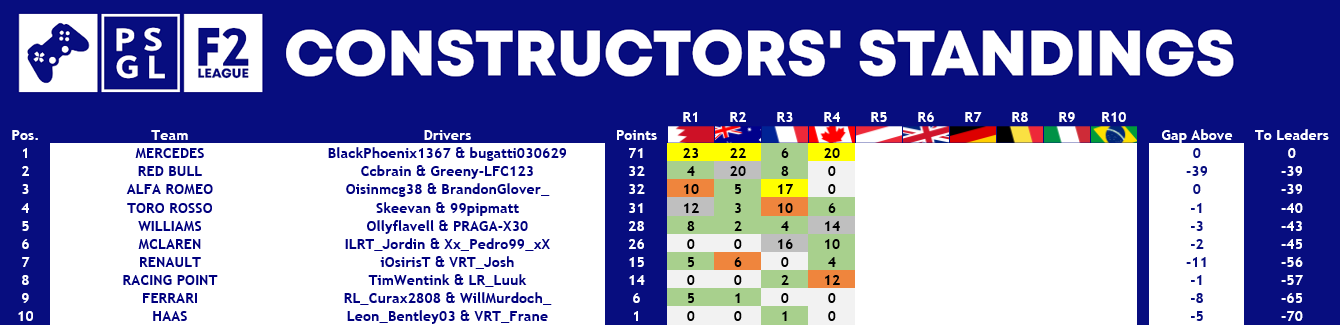 PS
GL
F2
LEAGUE
CONSTRUCTORS' STANDINGS
R1 R2 R3 R4 R5 R6 R7 R8 R9 R10
Pos. Team Drivers Points Gap Above To Leaders
1 MERCEDES BlackPhoenix1367 & bugatti030629 71 23 22 6 20 0 0
2 RED BULL Ccbrain & Greeny-LFC123 32 4 20 8 0 -39 -39
3 ALFA ROMEO Oisinmcg38 & BrandonGlover_ 32 10 5 17 0 0 -39
4 TORO ROSSO Skeevan & 99pipmatt 31 12 3 10 6 -1 -40
5 WILLIAMS Ollyflavell & PRAGA-X30 28 8 2 4 14 -3 -43
6 MCLAREN ILRT_Jordin & Xx_Pedro99_xX 26 0 0 16 10 -2 -45
7 RENAULT iOsirisT & VRT_Josh 15 5 6 0 4 -11 -56
8 RACING POINT TimWentink & LR_Luuk 14 0 0 2 12 -1 -57
9 FERRARI RL_Curax2808 & WillMurdoch_ 6 5 1 0 0 -8 -65
10 HAAS Leon_Bentley03 & VRT_Frane 1 0 0 1 0 -5 -70